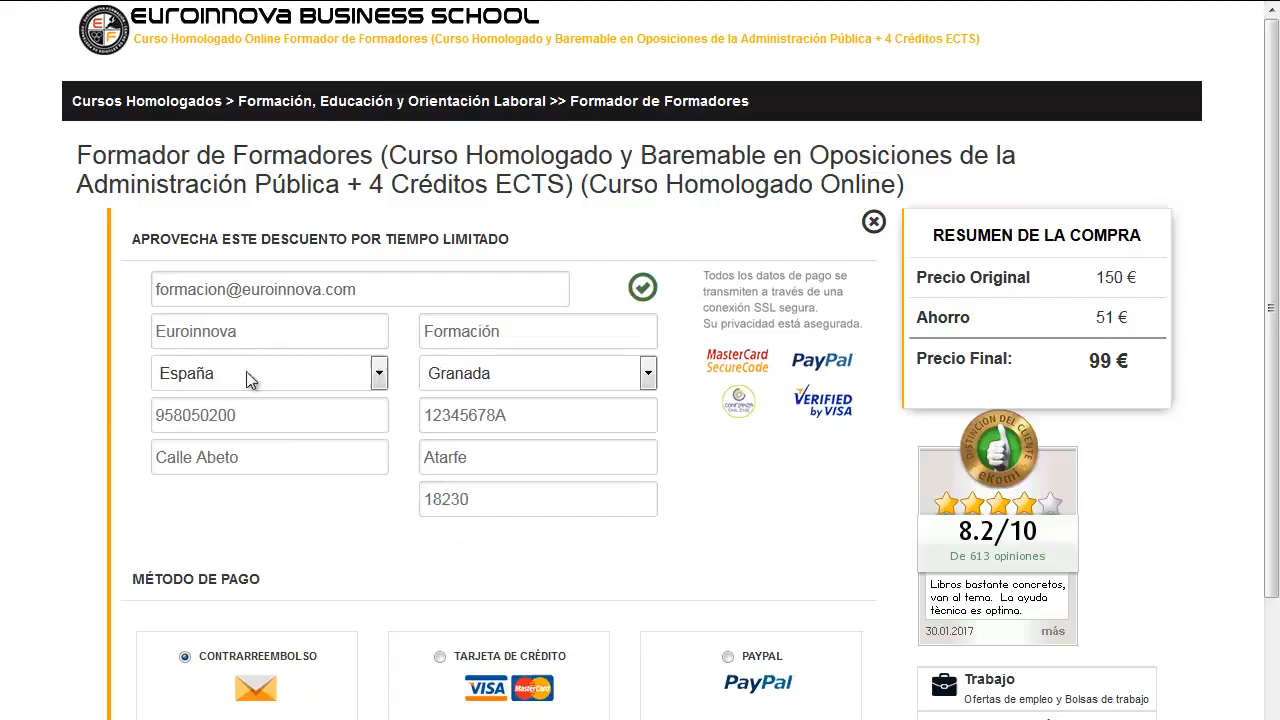 EUROINNOVA BUSINESS SCHOOL
Curso Homologado Online Formador de Formadores (Curso Homologado y Baremable en Oposiciones de la Administración Pública + 4 Créditos ECTS)
Cursos Homologados > Formación, Educación y Orientación Laboral >> Formador de Formadores
Formador de Formadores (Curso Homologado y Baremable en Oposiciones de la
Administración Pública + 4 Créditos ECTS) (Curso Homologado Online)
APROVECHA ESTE DESCUENTO POR TIEMPO LIMITADO
formacion@euroinnova.com
Euroinnova
Formación
España
Granada
958050200
12345678A
Calle Abeto
Atarfe
18230
Todos los datos de pago se
transmiten a través de una
conexión SSL segura.
Su privacidad está asegurada.
MasterCard
SecureCode
PayPal
CONFIANZA
ONLINE
VERIFIED
by VISA
RESUMEN DE LA COMPRA
Precio Original 150 €
Ahorro 51 €
Precio Final: 99 €
DISTINCIÓN DEL CLIENTE
eKomi
8.2/10
De 613 opiniones
Libros bastante concretos,
van al tema. La ayuda
tècnica es optima.
30.01.2017 más
Trabajo
Ofertas de empleo y Bolsas de trabajo
MÉTODO DE PAGO
CONTRARREEMBOLSO
TARJETA DE CRÉDITO
VISA MasterCard
PAYPAL
PayPal